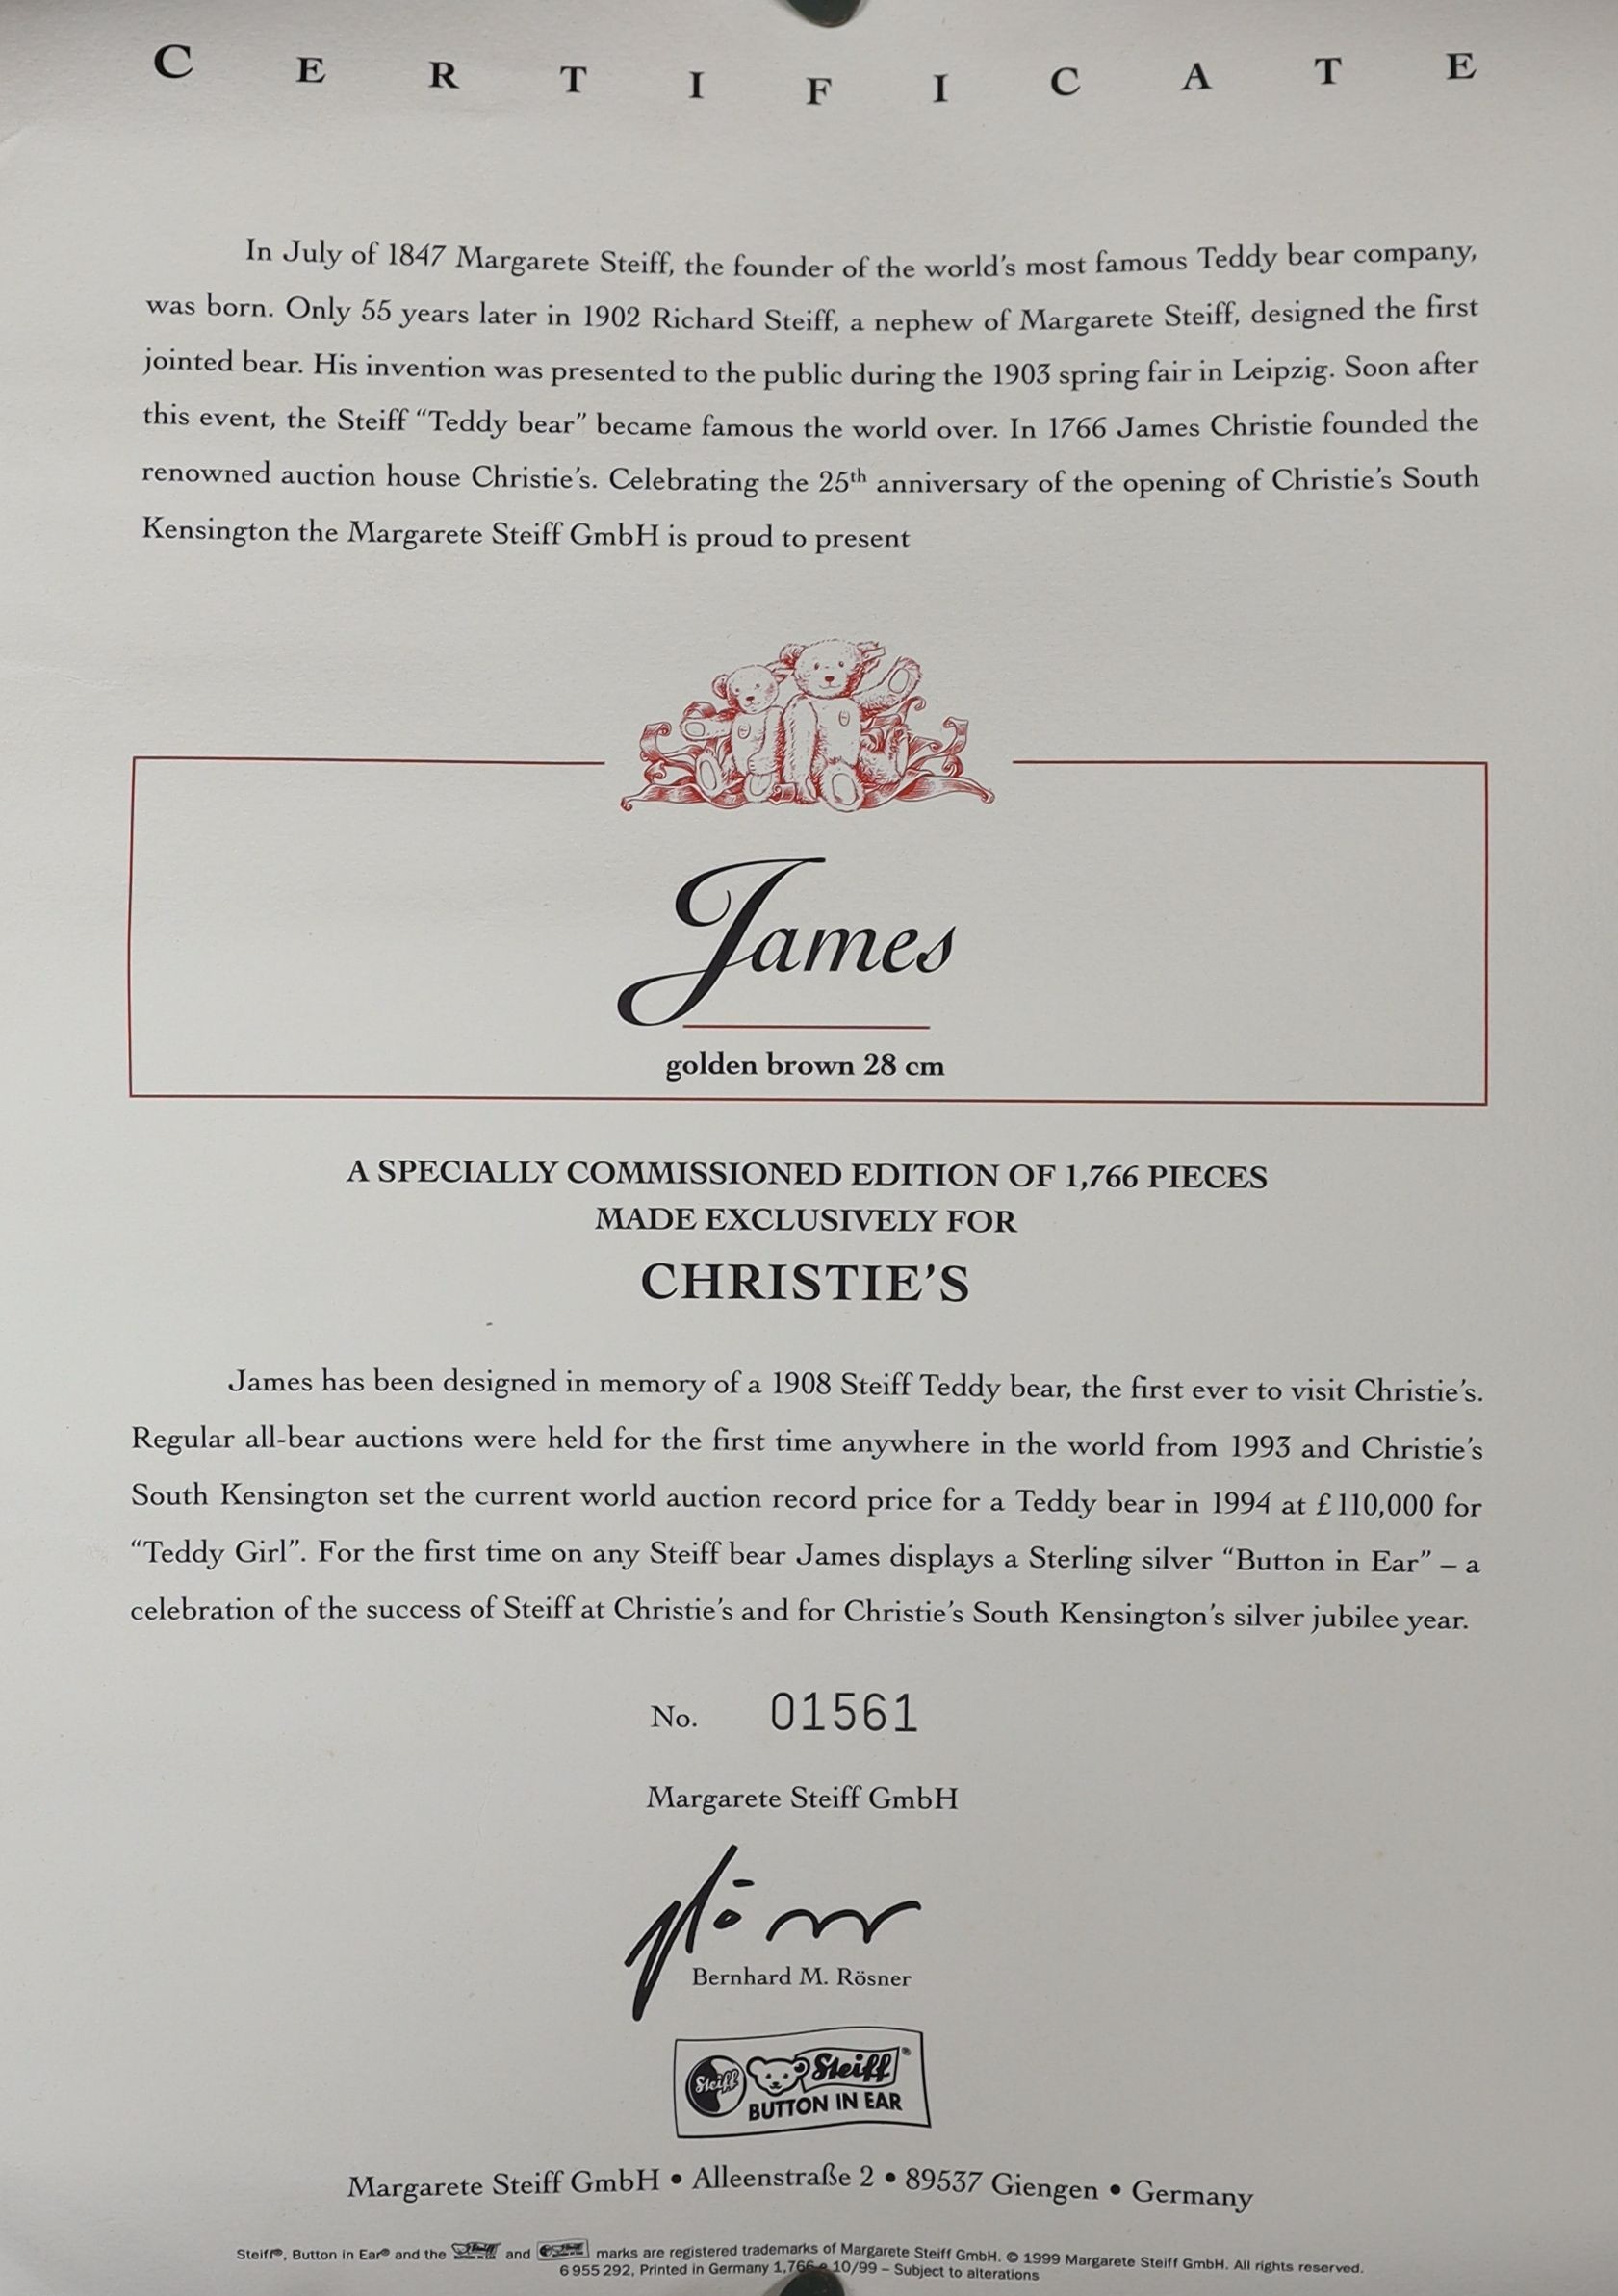 CERTIFICATE
In July of 1847 Margarete Steiff, the founder of the world's most famous Teddy bear company,
was born. Only 55 years later in 1902 Richard Steiff, a nephew of Margarete Steiff, designed the first
jointed bear. His invention was presented to the public during the 1903 spring fair in Leipzig. Soon after
this event, the Steiff “Teddy bear” became famous the world over. In 1766 James Christie founded the
renowned auction house Christie's. Celebrating the 25th anniversary of the opening of Christie's South
Kensington the Margarete Steiff GmbH is proud to present
James
golden brown 28 cm
A SPECIALLY COMMISSIONED EDITION OF 1,766 PIECES
MADE EXCLUSIVELY FOR
CHRISTIE'S
James has been designed in memory of a 1908 Steiff Teddy bear, the first ever to visit Christie's.
Regular all-bear auctions were held for the first time anywhere in the world from 1993 and Christie's
South Kensington set the current world auction record price for a Teddy bear in 1994 at £110,000 for
“Teddy Girl”. For the first time on any Steiff bear James displays a Sterling silver “Button in Ear” – a
celebration of the success of Steiff at Christie's and for Christie's South Kensington's silver jubilee year.
No. 01561
Margarete Steiff GmbH
Bernhard M. Rösner
Steiff Steiff®
BUTTON IN EAR
Margarete Steiff GmbH • Alleenstraße 2 • 89537 Giengen • Germany
Steiff®, Button in Ear® and the and marks are registered trademarks of Margarete Steiff GmbH. © 1999 Margarete Steiff GmbH. All rights reserved.
6 955 292, Printed in Germany 1,766 10/99 – Subject to alterations